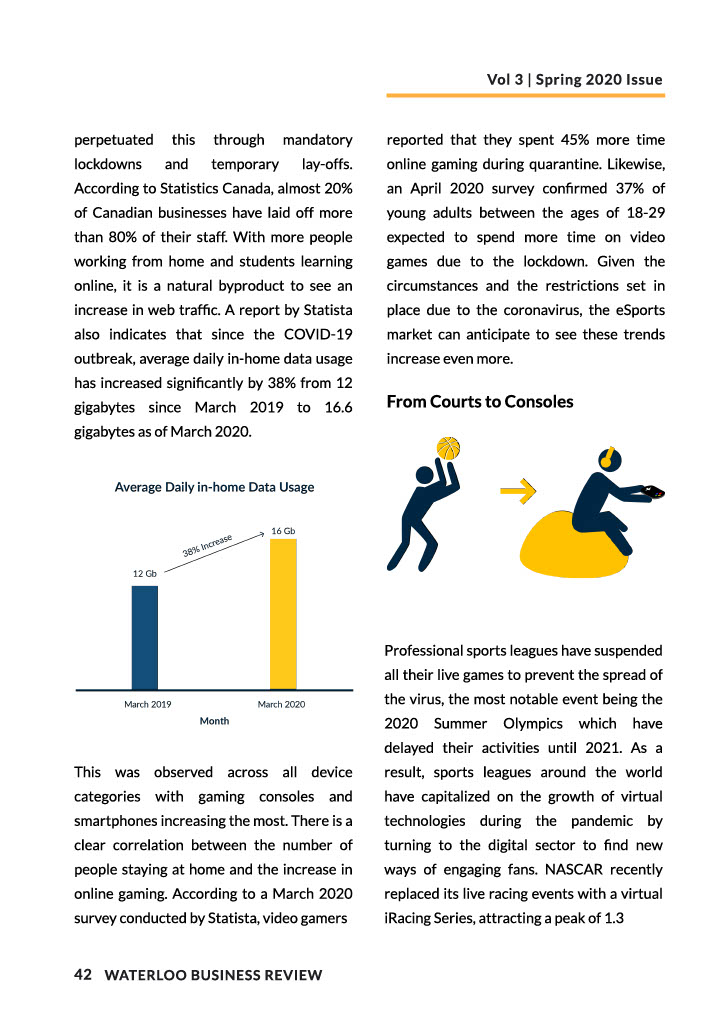 Vol 3 | Spring 2020 Issue
perpetuated this through mandatory
lockdowns and temporary lay-offs.
According to Statistics Canada, almost 20%
of Canadian businesses have laid off more
than 80% of their staff. With more people
working from home and students learning
online, it is a natural byproduct to see an
increase in web traffic. A report by Statista
also indicates that since the COVID-19
outbreak, average daily in-home data usage
has increased significantly by 38% from 12
gigabytes since March 2019 to 16.6
gigabytes as of March 2020.
Average Daily in-home Data Usage
38% Increase
16 Gb
12 Gb
March 2019
March 2020
Month
This was observed across all device
categories with gaming consoles and
smartphones increasing the most. There is a
clear correlation between the number of
people staying at home and the increase in
online gaming. According to a March 2020
survey conducted by Statista, video gamers
reported that they spent 45% more time
online gaming during quarantine. Likewise,
an April 2020 survey confirmed 37% of
young adults between the ages of 18-29
expected to spend more time on video
games due to the lockdown. Given the
circumstances and the restrictions set in
place due to the coronavirus, the eSports
market can anticipate to see these trends
increase even more.
From Courts to Consoles
Professional sports leagues have suspended
all their live games to prevent the spread of
the virus, the most notable event being the
2020 Summer Olympics which have
delayed their activities until 2021. As a
result, sports leagues around the world
have capitalized on the growth of virtual
technologies during the pandemic by
turning to the digital sector to find new
ways of engaging fans. NASCAR recently
replaced its live racing events with a virtual
iRacing Series, attracting a peak of 1.3
42 WATERLOO BUSINESS REVIEW